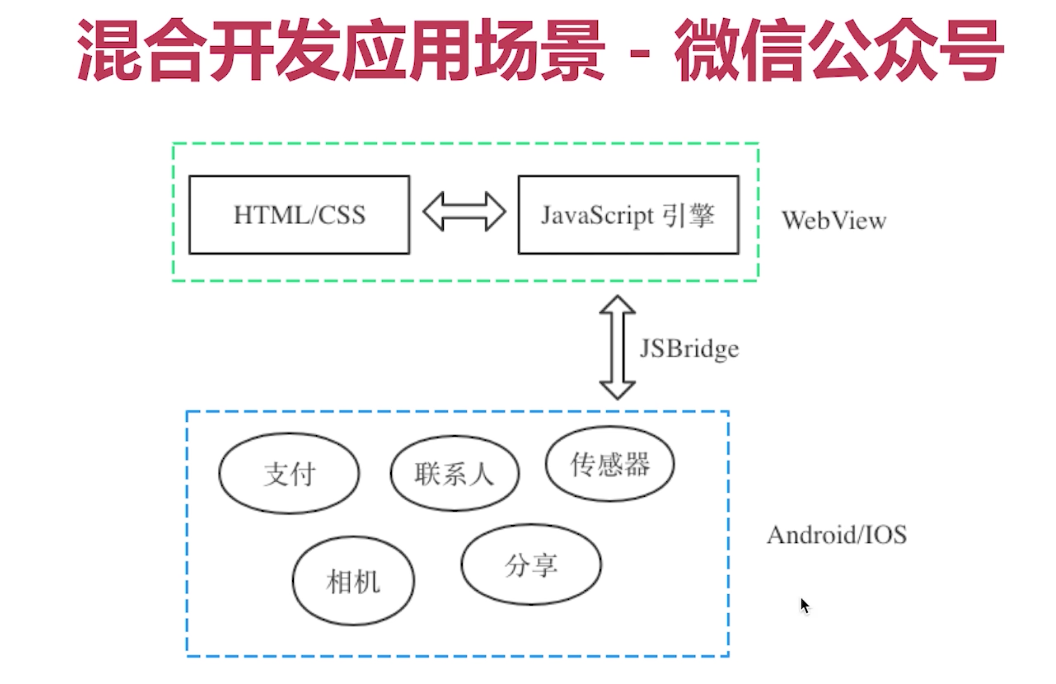 混合开发应用场景 - 微信公众号
HTML/CSS
JavaScript 引擎
WebView
JSBridge
支付
联系人
传感器
相机
分享
Android/IOS